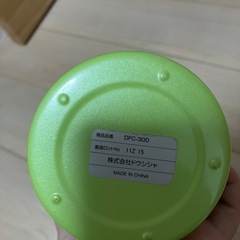 商品品番 DFC-300
製造ロットNo 11Z 15
株式会社ドウシシャ
MADE IN CHINA